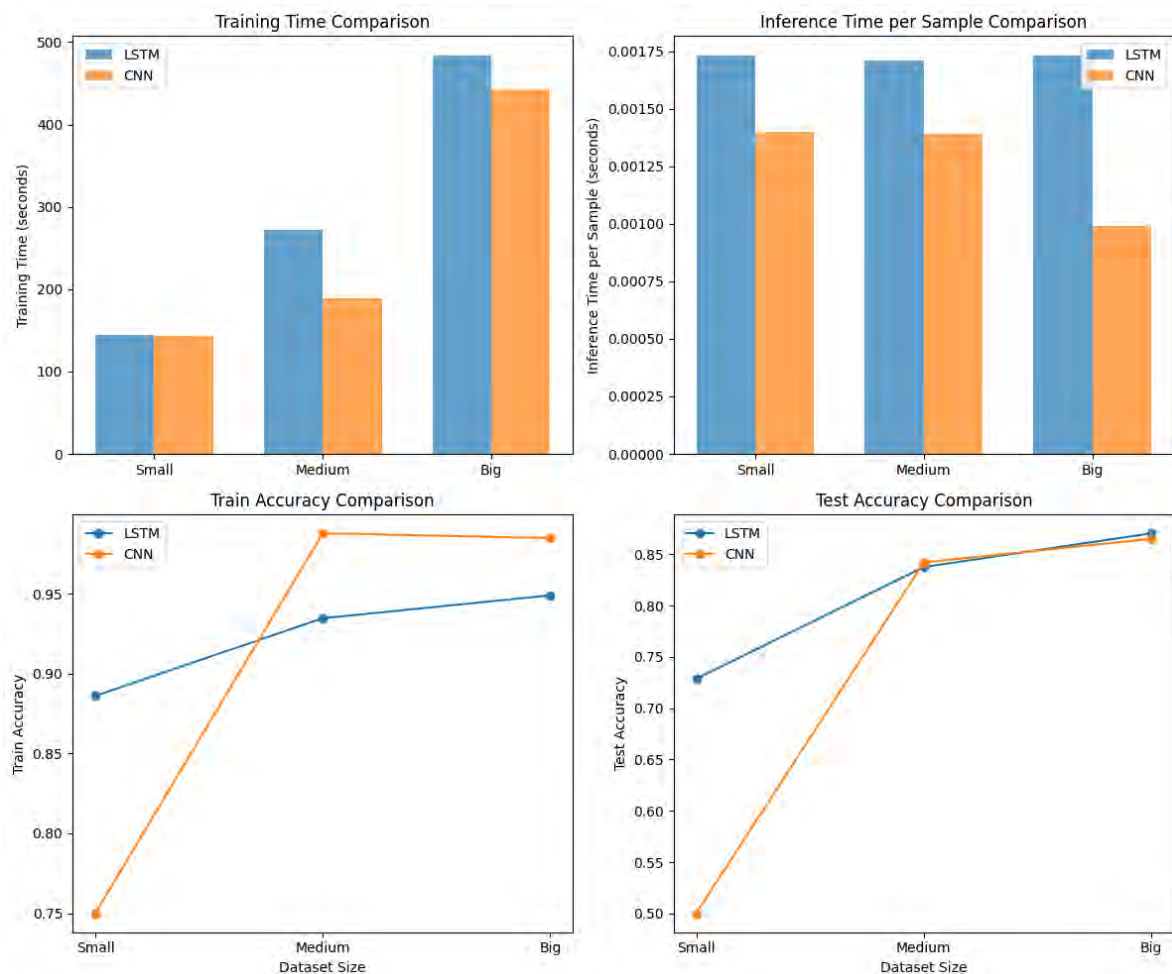 Training Time Comparison
LSTM
CNN
500
400
300
200
100
0
Training Time (seconds)
Small Medium Big
Inference Time per Sample Comparison
LSTM
CNN
0.00175
0.00150
0.00125
0.00100
0.00075
0.00050
0.00025
0.00000
Inference Time per Sample (seconds)
Small Medium Big
Train Accuracy Comparison
LSTM
CNN
0.95
0.90
0.85
0.80
0.75
Train Accuracy
Small Medium Big
Dataset Size
Test Accuracy Comparison
LSTM
CNN
0.85
0.80
0.75
0.70
0.65
0.60
0.55
0.50
Test Accuracy
Small Medium Big
Dataset Size